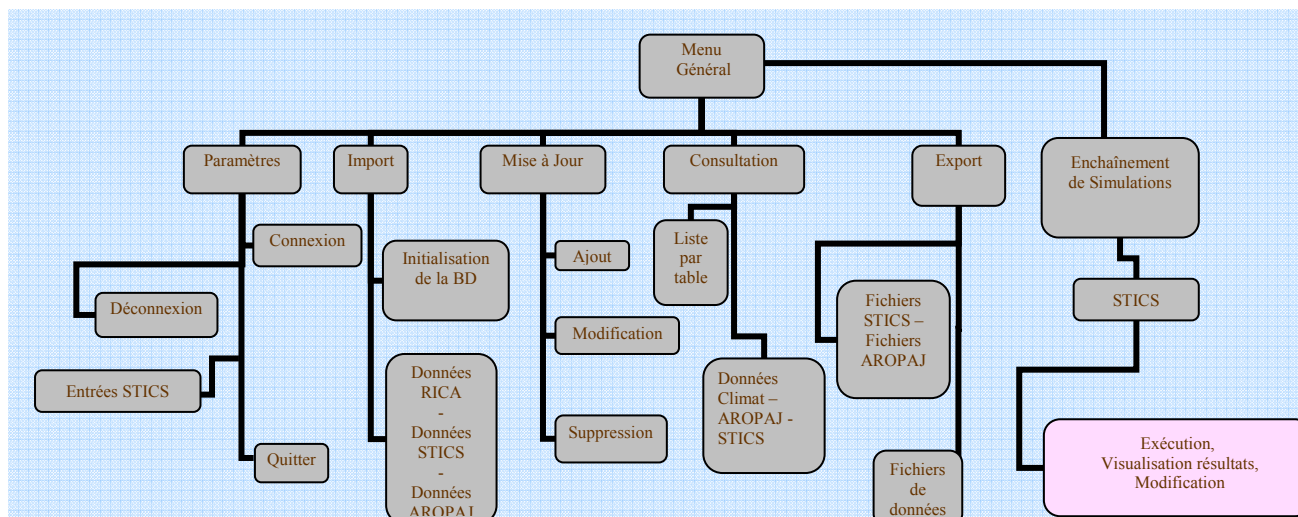 Menu
Général
Paramètres
Import
Mise à Jour
Consultation
Export
Enchaînement
de Simulations
Connexion
Déconnexion
Entrées STICS
Quitter
Initialisation
de la BD
Données
RICA
-
Données
STICS
-
Données
AROPAJ
Ajout
Modification
Suppression
Liste
par
table
Données
Climat –
AROPAJ -
STICS
Fichiers
STICS –
Fichiers
AROPAJ
Fichiers
de
données
STICS
Exécution,
Visualisation résultats,
Modification